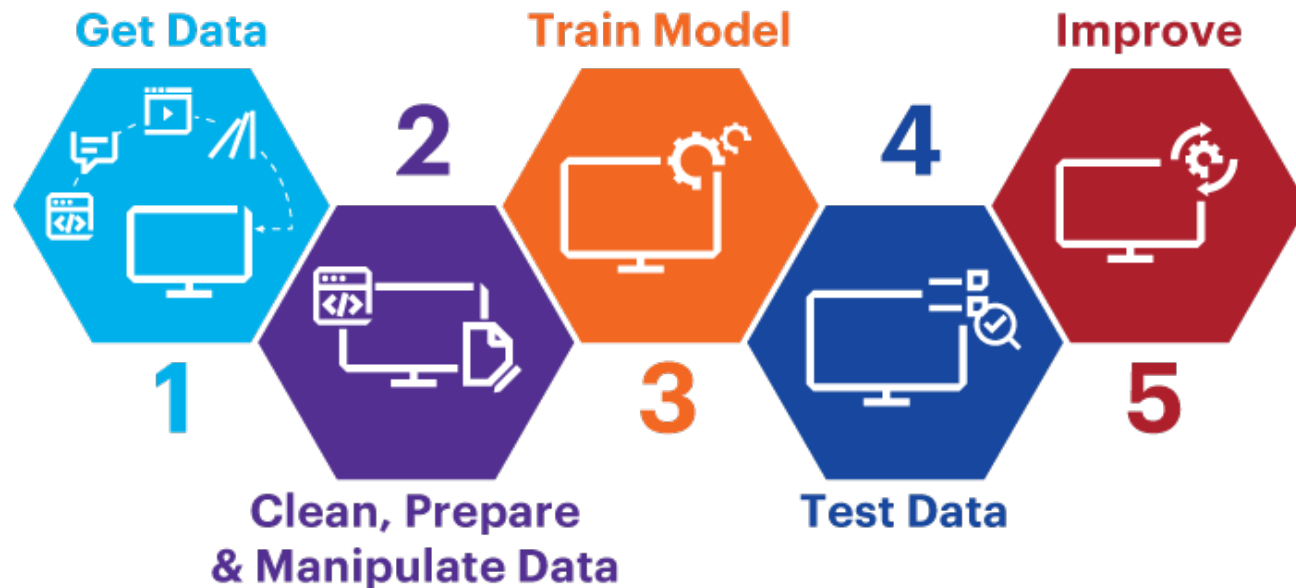 Get Data
1
2
Clean, Prepare
& Manipulate Data
Train Model
3
4
Test Data
Improve
5